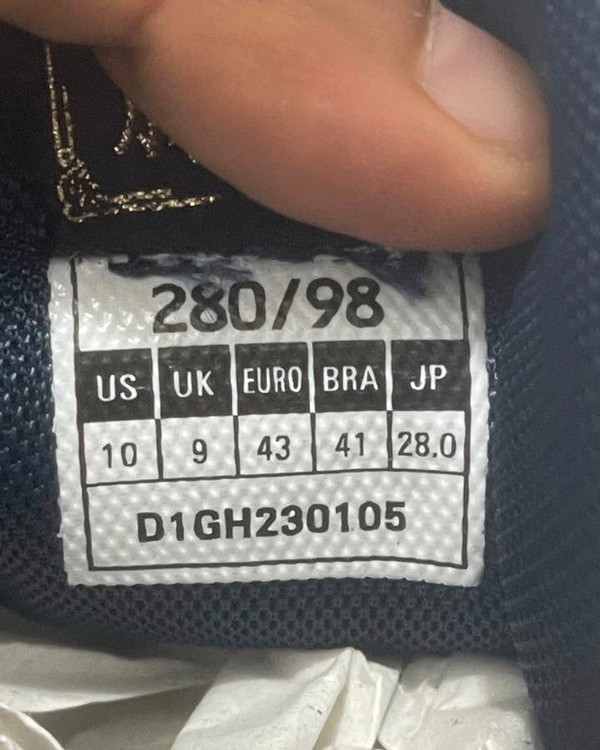 280/98
US UK EURO BRA JP
10 9 43 41 28.0
D1GH230105